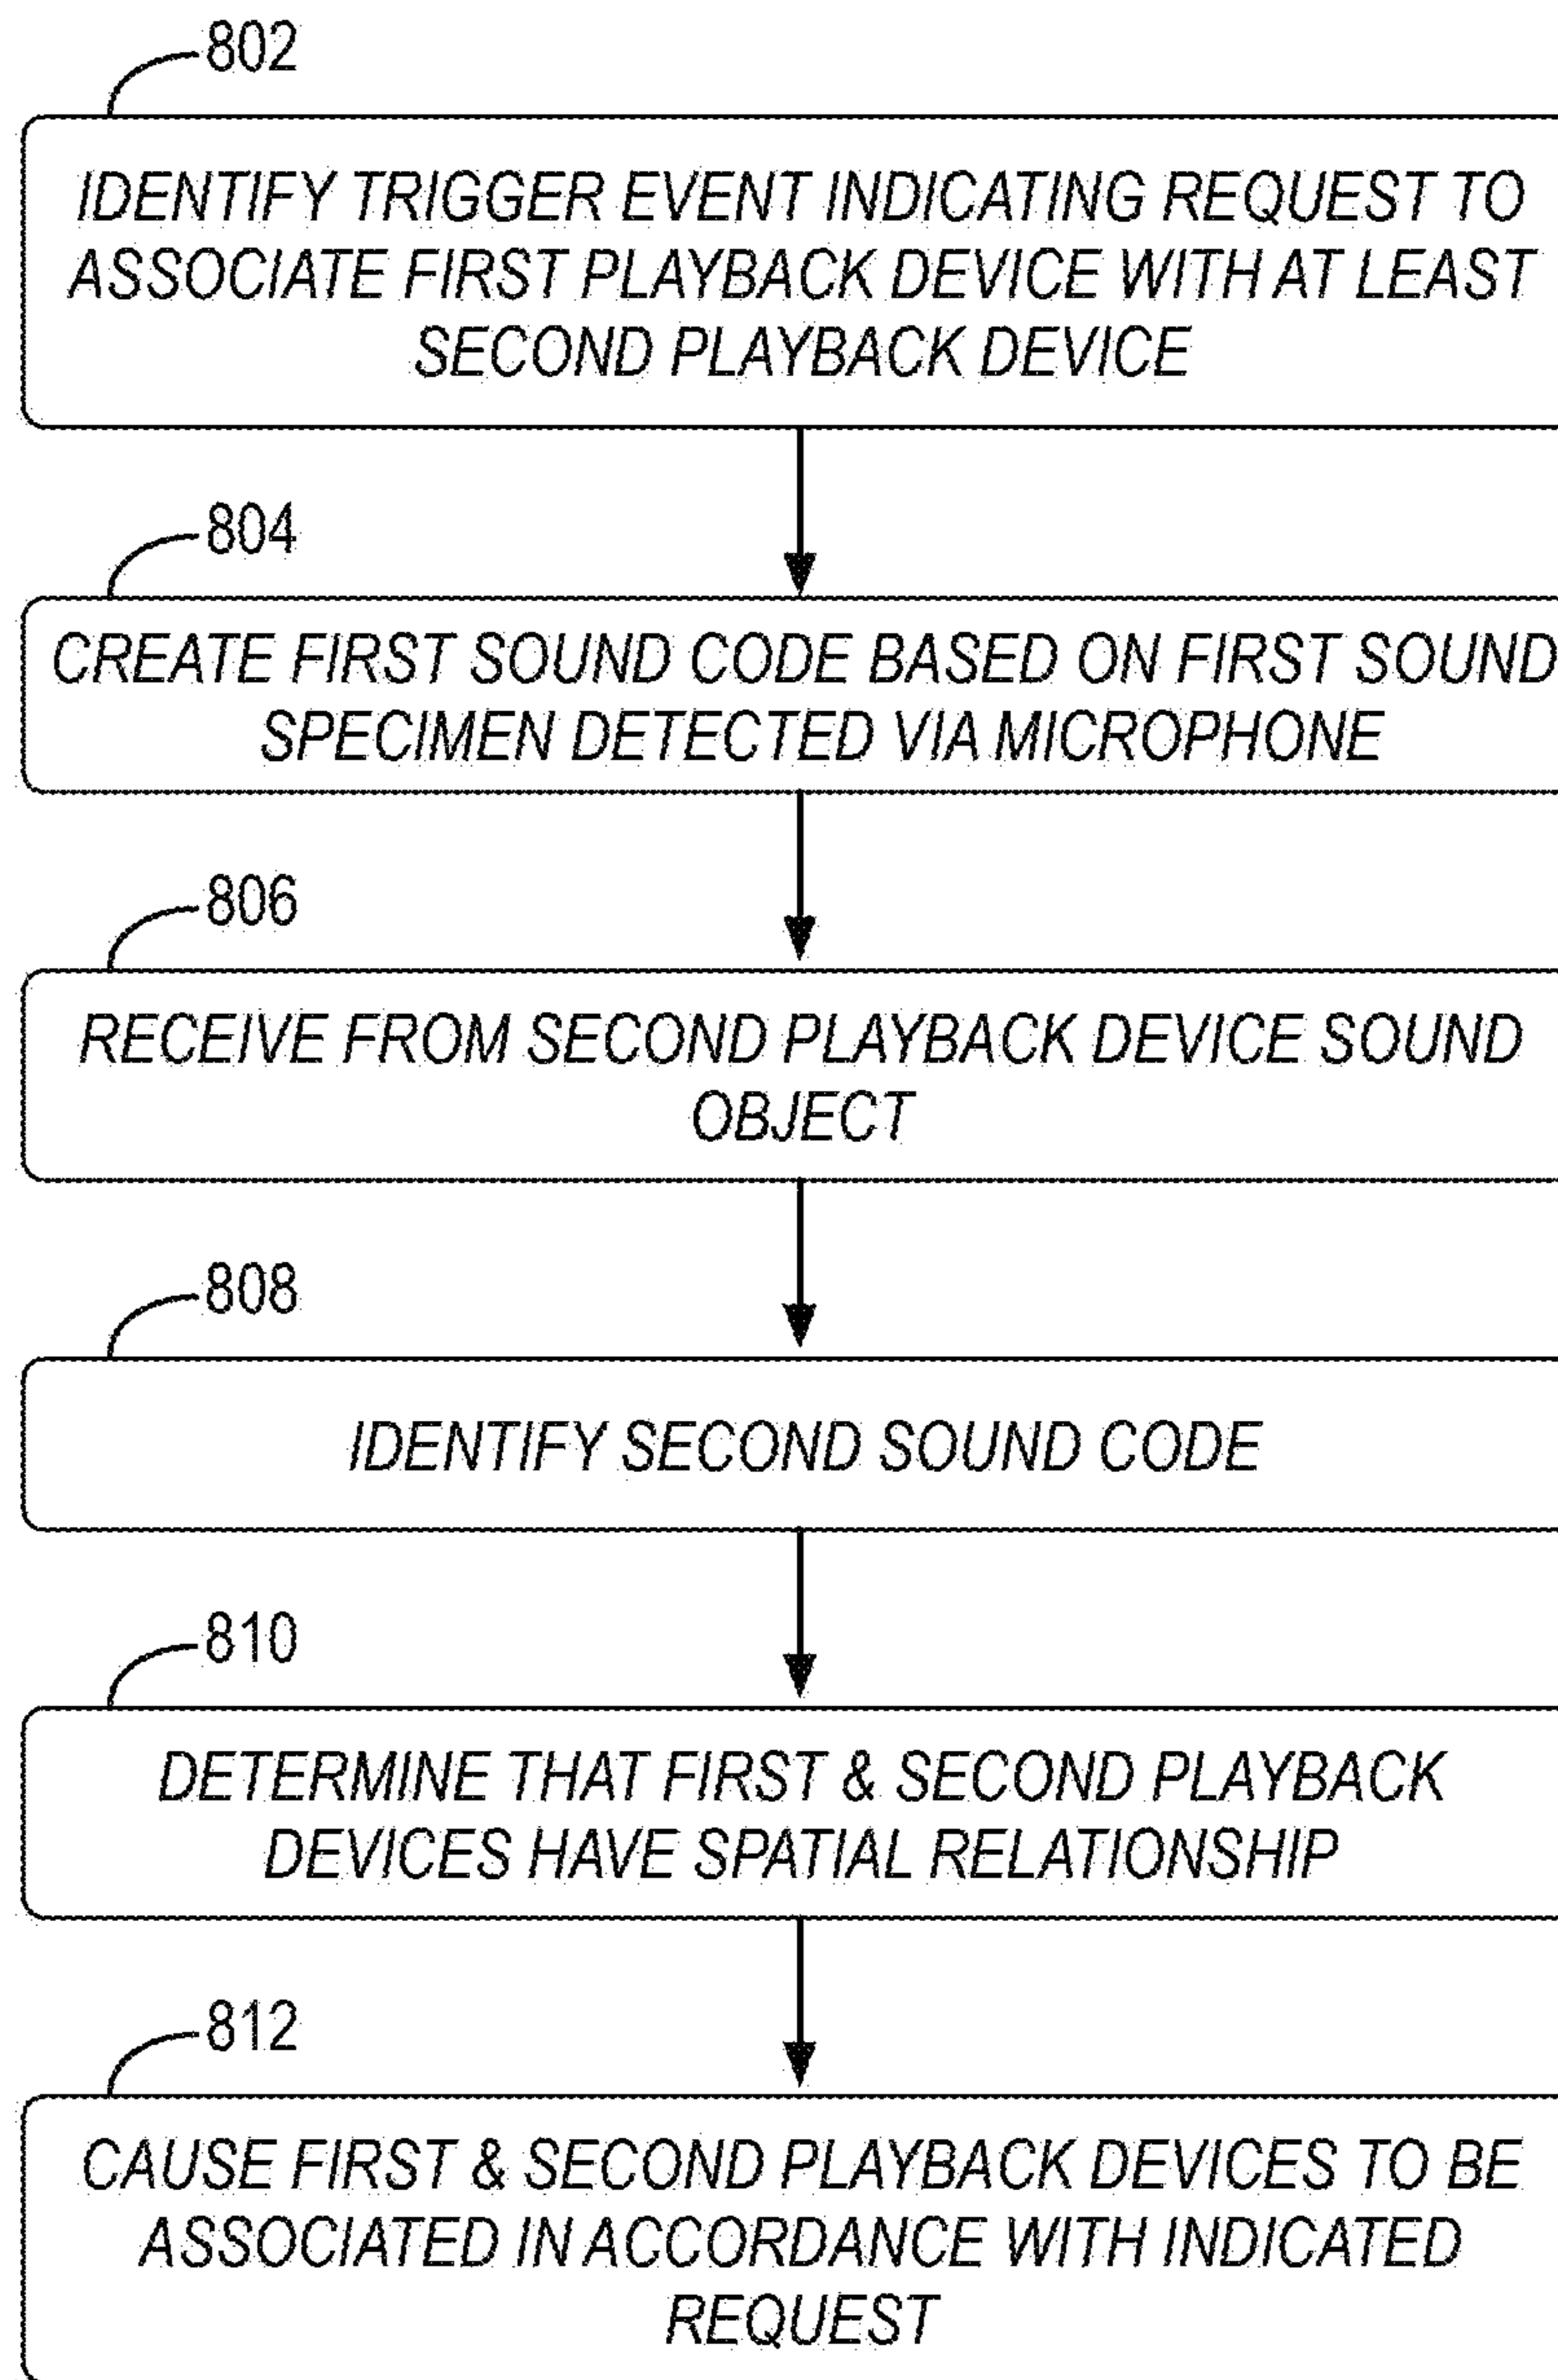 802
IDENTIFY TRIGGER EVENT INDICATING REQUEST TO
ASSOCIATE FIRST PLAYBACK DEVICE WITH AT LEAST
SECOND PLAYBACK DEVICE
804
CREATE FIRST SOUND CODE BASED ON FIRST SOUND
SPECIMEN DETECTED VIA MICROPHONE
806
RECEIVE FROM SECOND PLAYBACK DEVICE SOUND
OBJECT
808
IDENTIFY SECOND SOUND CODE
810
DETERMINE THAT FIRST & SECOND PLAYBACK
DEVICES HAVE SPATIAL RELATIONSHIP
812
CAUSE FIRST & SECOND PLAYBACK DEVICES TO BE
ASSOCIATED IN ACCORDANCE WITH INDICATED
REQUEST